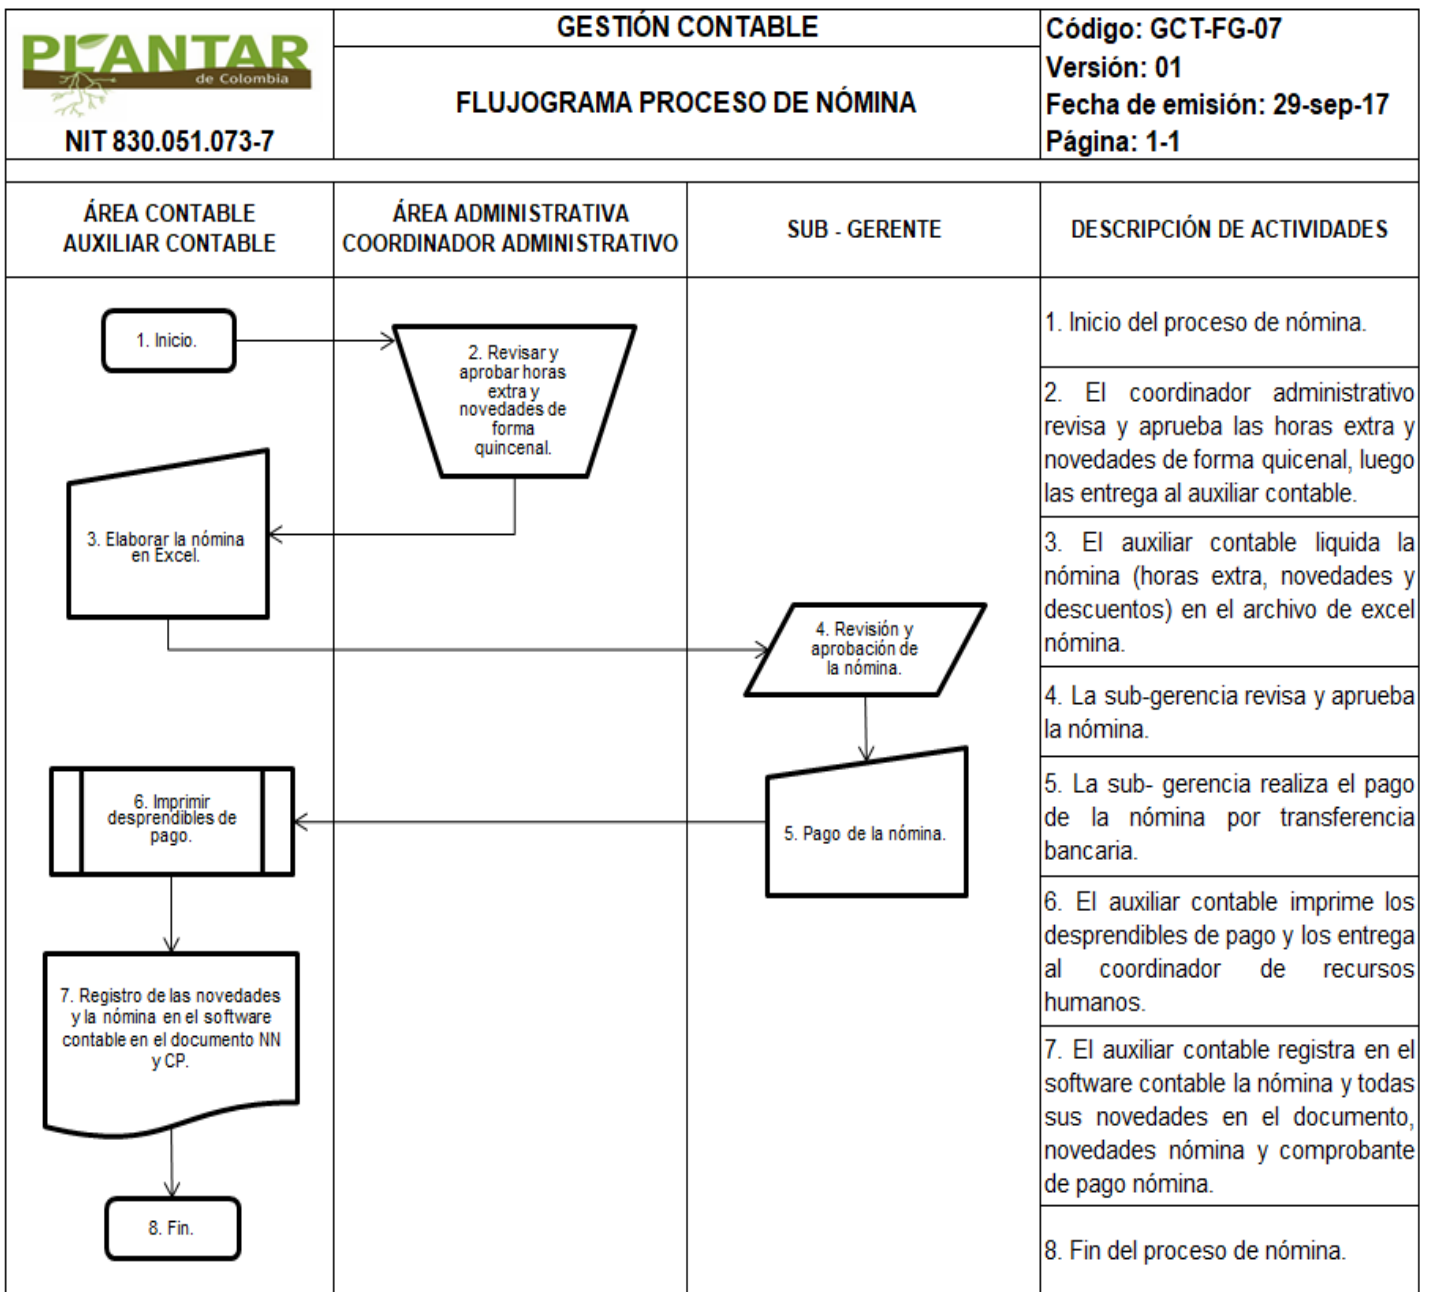 PLANTAR
de Colombia
NIT 830.051.073-7
GESTIÓN CONTABLE
FLUJOGRAMA PROCESO DE NÓMINA
Código: GCT-FG-07
Versión: 01
Fecha de emisión: 29-sep-17
Página: 1-1
ÁREA CONTABLE
AUXILIAR CONTABLE
ÁREA ADMINISTRATIVA
COORDINADOR ADMINISTRATIVO
SUB - GERENTE
DESCRIPCIÓN DE ACTIVIDADES
1. Inicio.
2. Revisar y
aprobar horas
extra y
novedades de
forma
quincenal.
3. Elaborar la nómina
en Excel.
4. Revisión y
aprobación de
la nómina.
5. Pago de la nómina.
6. Imprimir
desprendibles de
pago.
7. Registro de las novedades
y la nómina en el software
contable en el documento NN
y CP.
8. Fin.
1. Inicio del proceso de nómina.
2. El coordinador administrativo
revisa y aprueba las horas extra y
novedades de forma quicenal, luego
las entrega al auxiliar contable.
3. El auxiliar contable liquida la
nómina (horas extra, novedades y
descuentos) en el archivo de excel
nómina.
4. La sub-gerencia revisa y aprueba
la nómina.
5. La sub- gerencia realiza el pago
de la nómina por transferencia
bancaria.
6. El auxiliar contable imprime los
desprendibles de pago y los entrega
al coordinador de recursos
humanos.
7. El auxiliar contable registra en el
software contable la nómina y todas
sus novedades en el documento,
novedades nómina y comprobante
de pago nómina.
8. Fin del proceso de nómina.